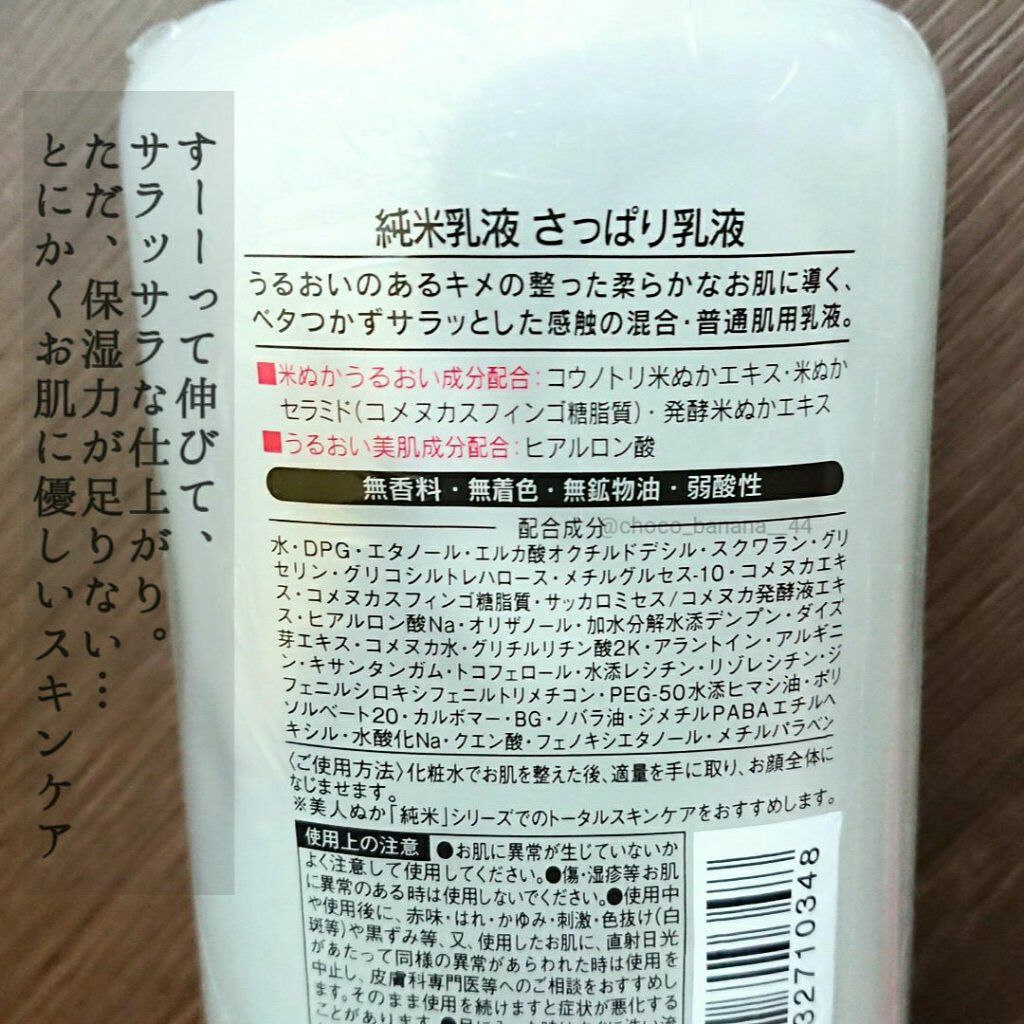 すーーって伸びて、
サラッサラな仕上がり。
ただ、保湿力が足りない…
とにかくお肌に優しいスキンケア
純米乳液 さっぱり乳液
うるおいのあるキメの整った柔らかなお肌に導く、
ベタつかずサラッとした感触の混合・普通肌用乳液。
■米ぬかうるおい成分配合：コウノトリ米ぬかエキス・米ぬか
セラミド（コメヌカスフィンゴ糖脂質）・発酵米ぬかエキス
■うるおい美肌成分配合：ヒアルロン酸
無香料・無着色・無鉱物油・弱酸性
配合成分
@choco_banana__44
水・DPG・エタノール・エルカ酸オクチルドデシル・スクワラン・グリ
セリン・グリコシルトレハロース・メチルグルセス-10・コメヌカエキ
ス・コメヌカスフィンゴ糖脂質・サッカロミセス/コメヌカ発酵液エキ
ス・ヒアルロン酸Na・オリザノール・加水分解水添デンプン・ダイズ
芽エキス・コメヌカ水・グリチルリチン酸2K・アラントイン・アルギニ
ン・キサンタンガム・トコフェロール・水添レシチン・リゾレシチン・ジ
フェニルシロキシフェニルトリメチコン・PEG-50水添ヒマシ油・ポリ
ソルベート20・カルボマー・BG・ノバラ油・ジメチルPABAエチルヘ
キシル・水酸化Na・クエン酸・フェノキシエタノール・メチルパラベン
〈ご使用方法〉化粧水でお肌を整えた後、適量を手に取り、お顔全体に
なじませます。
※美人ぬか「純米」シリーズでのトータルスキンケアをおすすめします。
使用上の注意 ●お肌に異常が生じていないか
よく注意して使用してください。●傷・湿疹等お肌
に異常のある時は使用しないでください。●使用中
や使用後に、赤味・はれ・かゆみ・刺激・色抜け（白
斑等）や黒ずみ等、又、使用したお肌に、直射日光
があたって同様の異常があらわれた時は使用を
中止し、皮膚科専門医等へのご相談をおすすめし
ます。そのまま使用を続けますと症状が悪化する
ことがあります。
327103­48